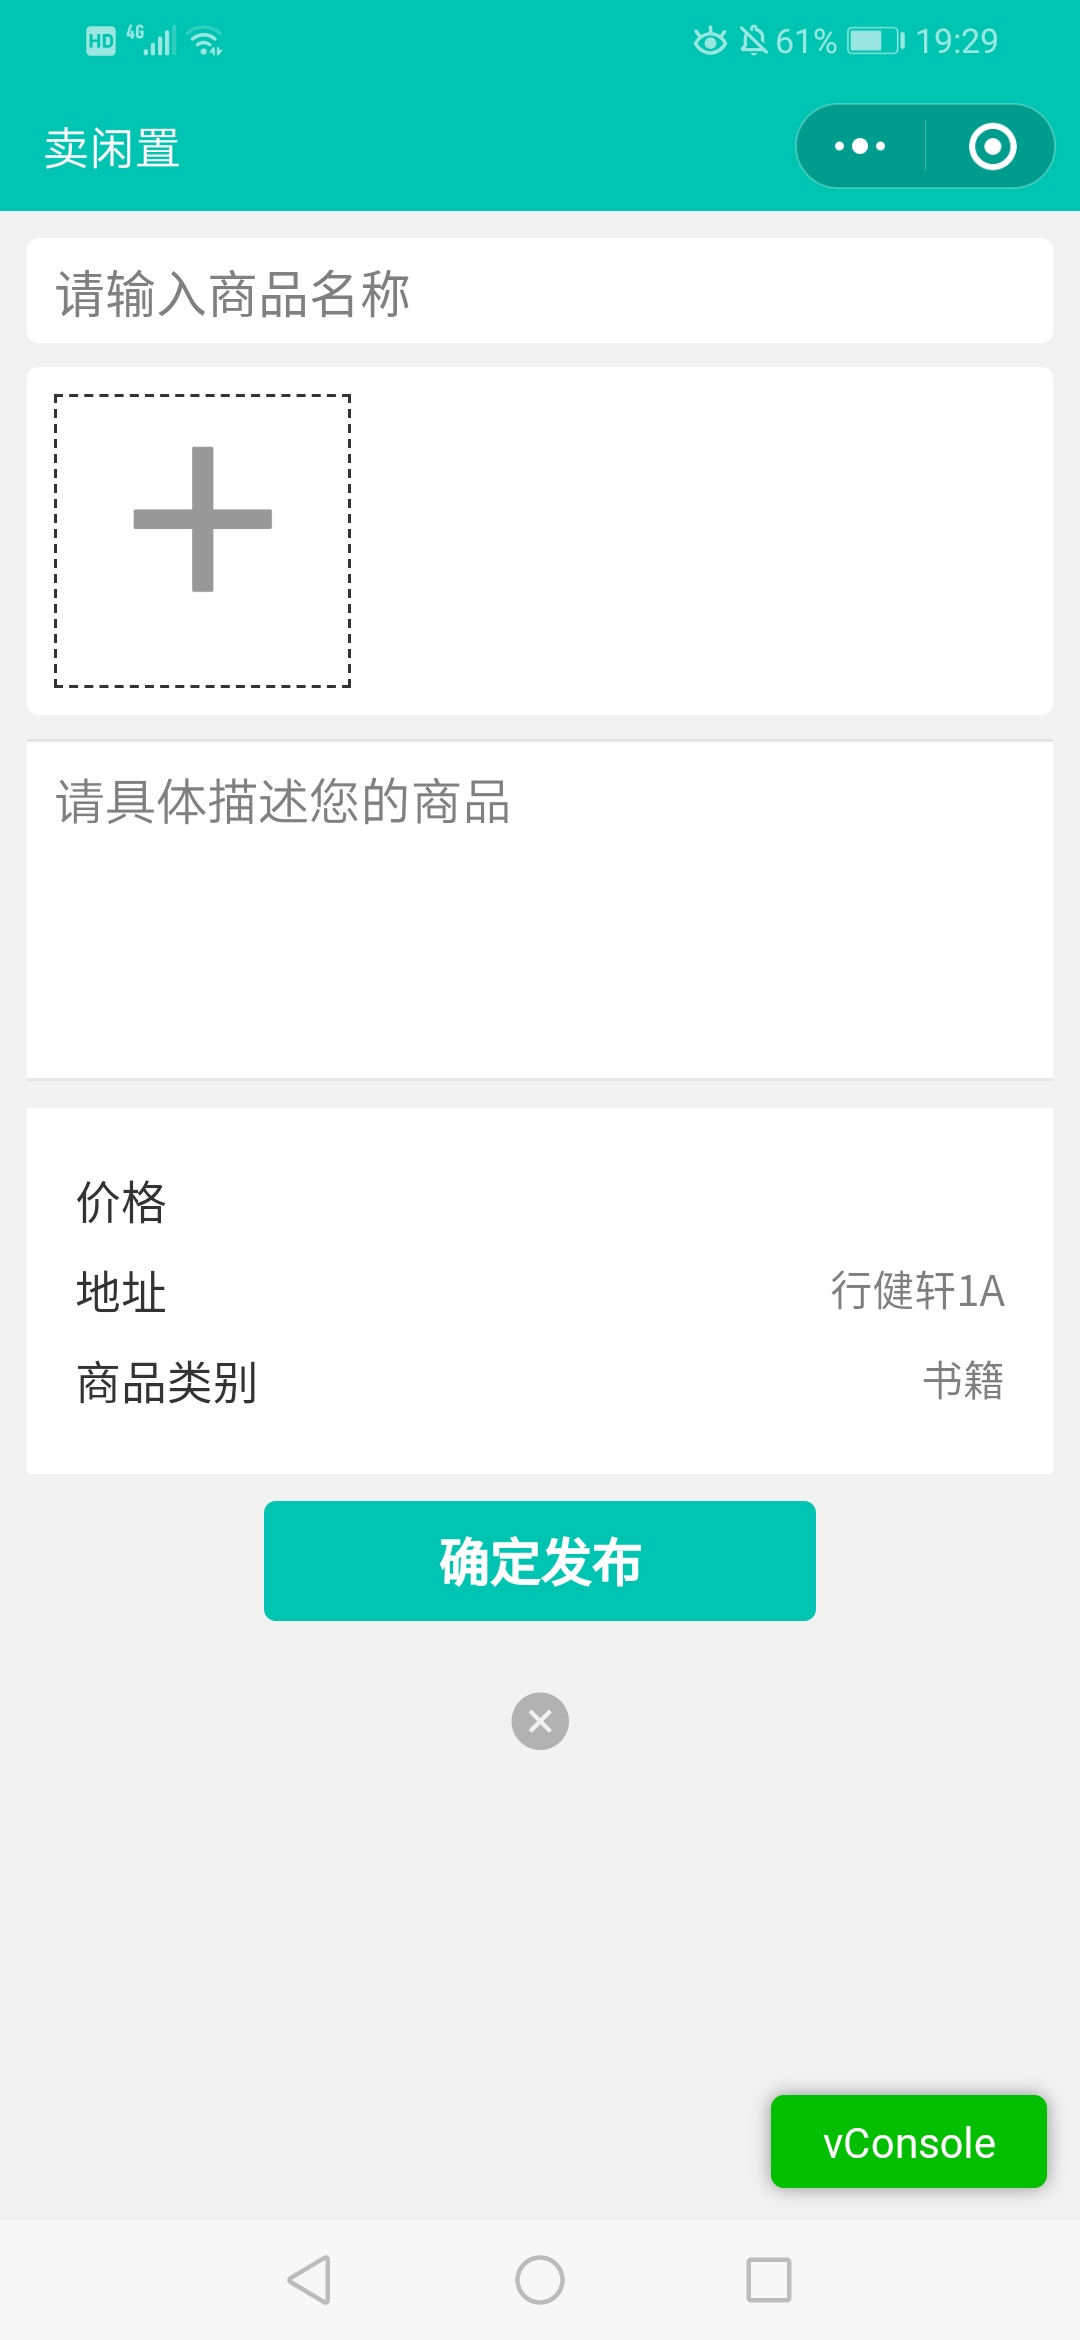 HD 4G 61% 19:29
卖闲置
请输入商品名称
请具体描述您的商品
价格
地址 行健轩1A
商品类别 书籍
确定发布
vConsole